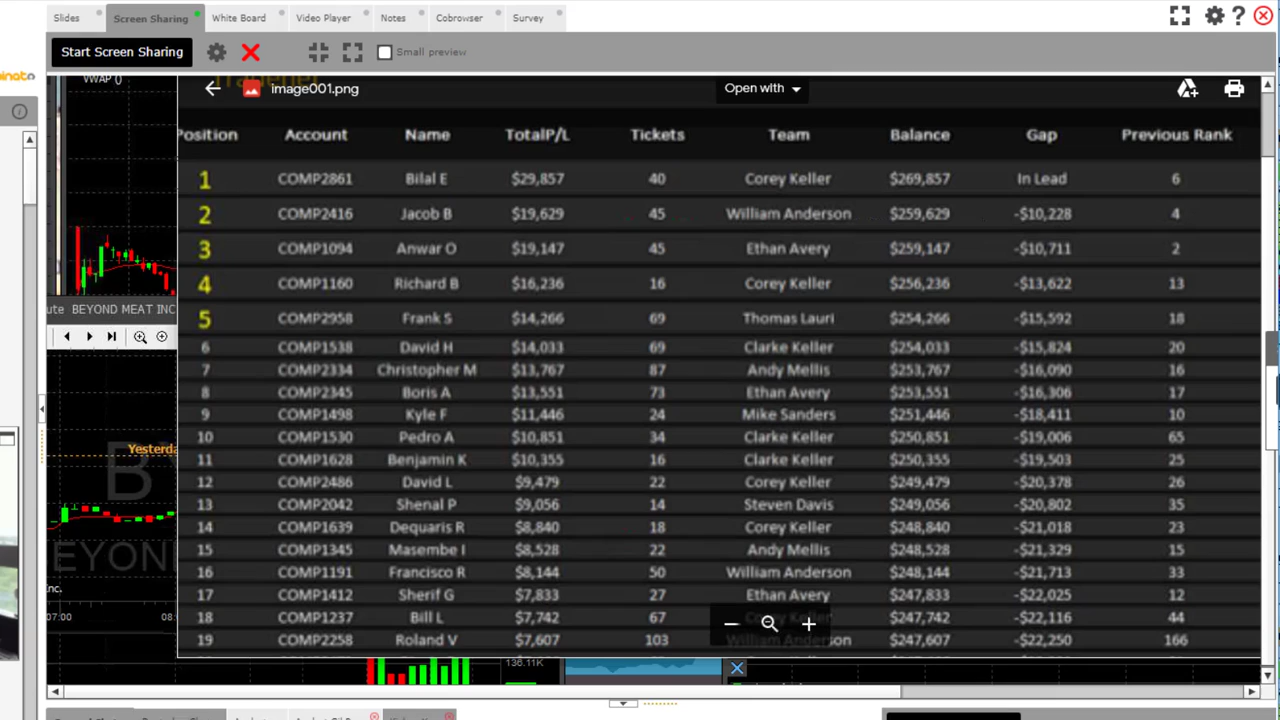 Slides Screen Sharing White Board Video Player Notes Cobrowser Survey
Start Screen Sharing Small preview
VWAP ()
image001.png Open with
Position Account Name TotalP/L Tickets Team Balance Gap Previous Rank
1 COMP2861 Bilal E $29,857 40 Corey Keller $269,857 In Lead 6
2 COMP2416 Jacob B $19,629 45 William Anderson $259,629 -$10,228 4
3 COMP1094 Anwar O $19,147 45 Ethan Avery $259,147 -$10,711 2
4 COMP1160 Richard B $16,236 16 Corey Keller $256,236 -$13,622 13
5 COMP2958 Frank S $14,266 69 Thomas Lauri $254,266 -$15,592 18
6 COMP1538 David H $14,033 69 Clarke Keller $254,033 -$15,824 20
7 COMP2334 Christopher M $13,767 87 Andy Mellis $253,767 -$16,090 16
8 COMP2345 Boris A $13,551 73 Ethan Avery $253,551 -$16,306 17
9 COMP1498 Kyle F $11,446 24 Mike Sanders $251,446 -$18,411 10
10 COMP1530 Pedro A $10,851 34 Clarke Keller $250,851 -$19,006 65
11 COMP1628 Benjamin K $10,355 16 Clarke Keller $250,355 -$19,503 25
12 COMP2486 David L $9,479 22 Corey Keller $249,479 -$20,378 26
13 COMP2042 Shenal P 24 Steven Davis -$20,802 35
14 COMP1639 Dequaris R $8,840 18 Corey Keller $248,840 -$21,018 23
15 COMP1345 Masembe I $8,528 22 Andy Mellis $248,528 -$21,329 15
16 COMP1191 Francisco R $8,144 50 William Anderson $248,144 -$21,713 33
17 COMP1412 Sherif G $7,833 27 Ethan Avery $247,833 -$22,025 12
18 COMP1237 Bill L $7,742 67 $247,742 -$22,116 44
19 COMP2258 Roland V $7,607 103 William Anderson $247,607 -$22,250 166
ute BEYOND MEAT INC
Yesterda
BY
EYOND
Inc.
07:00 08:
136.11K